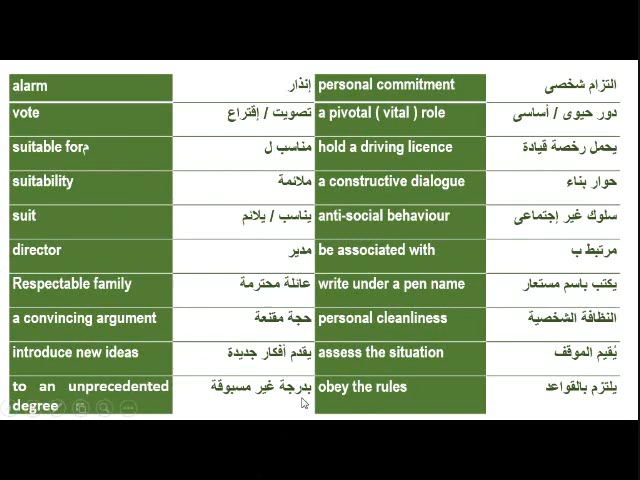 alarm إنذار personal commitment التزام شخصى
vote تصويت / إقتراع a pivotal ( vital ) role دور حيوى / أساسى
suitable forم مناسب ل hold a driving licence يحمل رخصة قيادة
suitability ملائمة a constructive dialogue حوار بناء
suit يناسب / يلائم anti-social behaviour سلوك غير إجتماعى
director مدير be associated with مرتبط ب
Respectable family عائلة محترمة write under a pen name يكتب باسم مستعار
a convincing argument حجة مقنعة personal cleanliness النظافة الشخصية
introduce new ideas يقدم أفكار جديدة assess the situation يُقيم الموقف
to an unprecedented بدرجة غير مسبوقة obey the rules يلتزم بالقواعد
degree